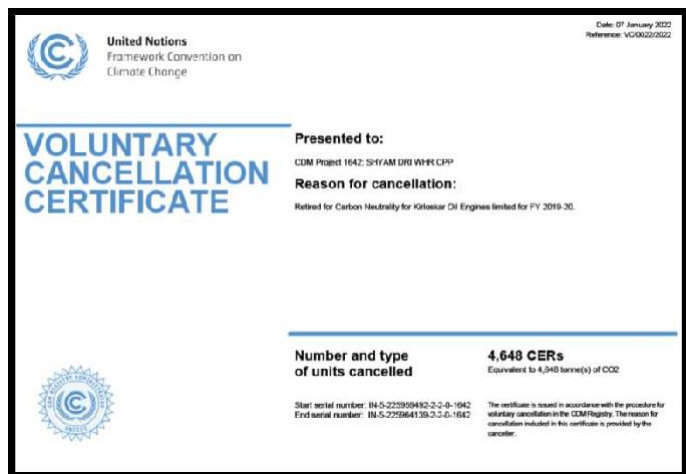 Date: 07 January 2022
Reference: VC/0022/2022
United Nations
Framework Convention on
Climate Change
VOLUNTARY
CANCELLATION
CERTIFICATE
Presented to:
CDM Project 1642: SHYAM DRI WHR CPP
Reason for cancellation:
Retired for Carbon Neutrality for Kirloskar Oil Engines limited for FY 2019-20.
Number and type
of units cancelled
4,648 CERs
Equivalent to 4,648 tonne(s) of CO2
Start serial number: IN-5-225959492-2-2-0-1642
End serial number: IN-5-225964139-2-2-0-1642
The certificate is issued in accordance with the procedure for
voluntary cancellation in the CDM Registry. The reason for
cancellation included in this certificate is provided by the
canceller.